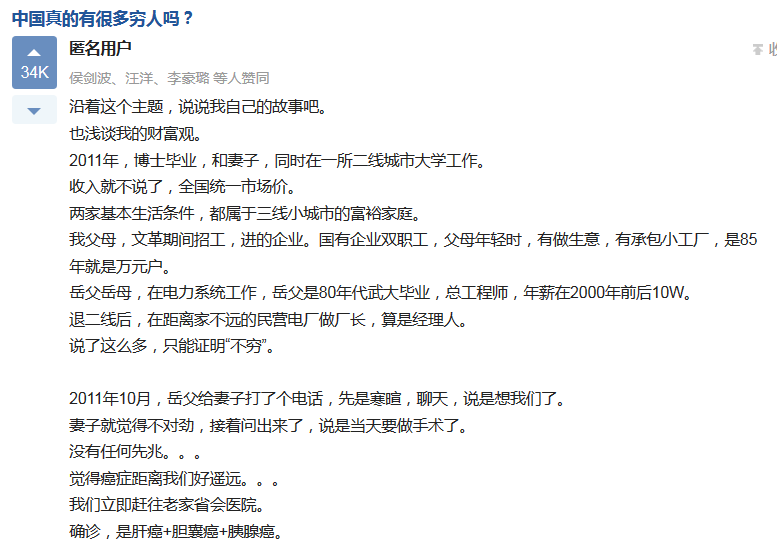 中国真的有很多穷人吗？
匿名用户
34K
侯剑波、汪洋、李豪璐 等人赞同
沿着这个主题，说说我自己的故事吧。
也浅谈我的财富观。
2011年，博士毕业，和妻子，同时在一所二线城市大学工作。
收入就不说了，全国统一市场价。
两家基本生活条件，都属于三线小城市的富裕家庭。
我父母，文革期间招工，进的企业。国有企业双职工，父母年轻时，有做生意，有承包小工厂，是85
年就是万元户。
岳父岳母，在电力系统工作，岳父是80年代武大毕业，总工程师，年薪在2000年前后10W。
退二线后，在距离家不远的民营电厂做厂长，算是经理人。
说了这么多，只能证明“不穷”。
2011年10月，岳父给妻子打了个电话，先是寒暄，聊天，说是想我们了。
妻子就觉得不对劲，接着问出来了，说是当天要做手术了。
没有任何先兆。。。
觉得癌症距离我们好遥远。。。
我们立即赶往老家省会医院。
确诊，是肝癌+胆囊癌+胰腺癌。